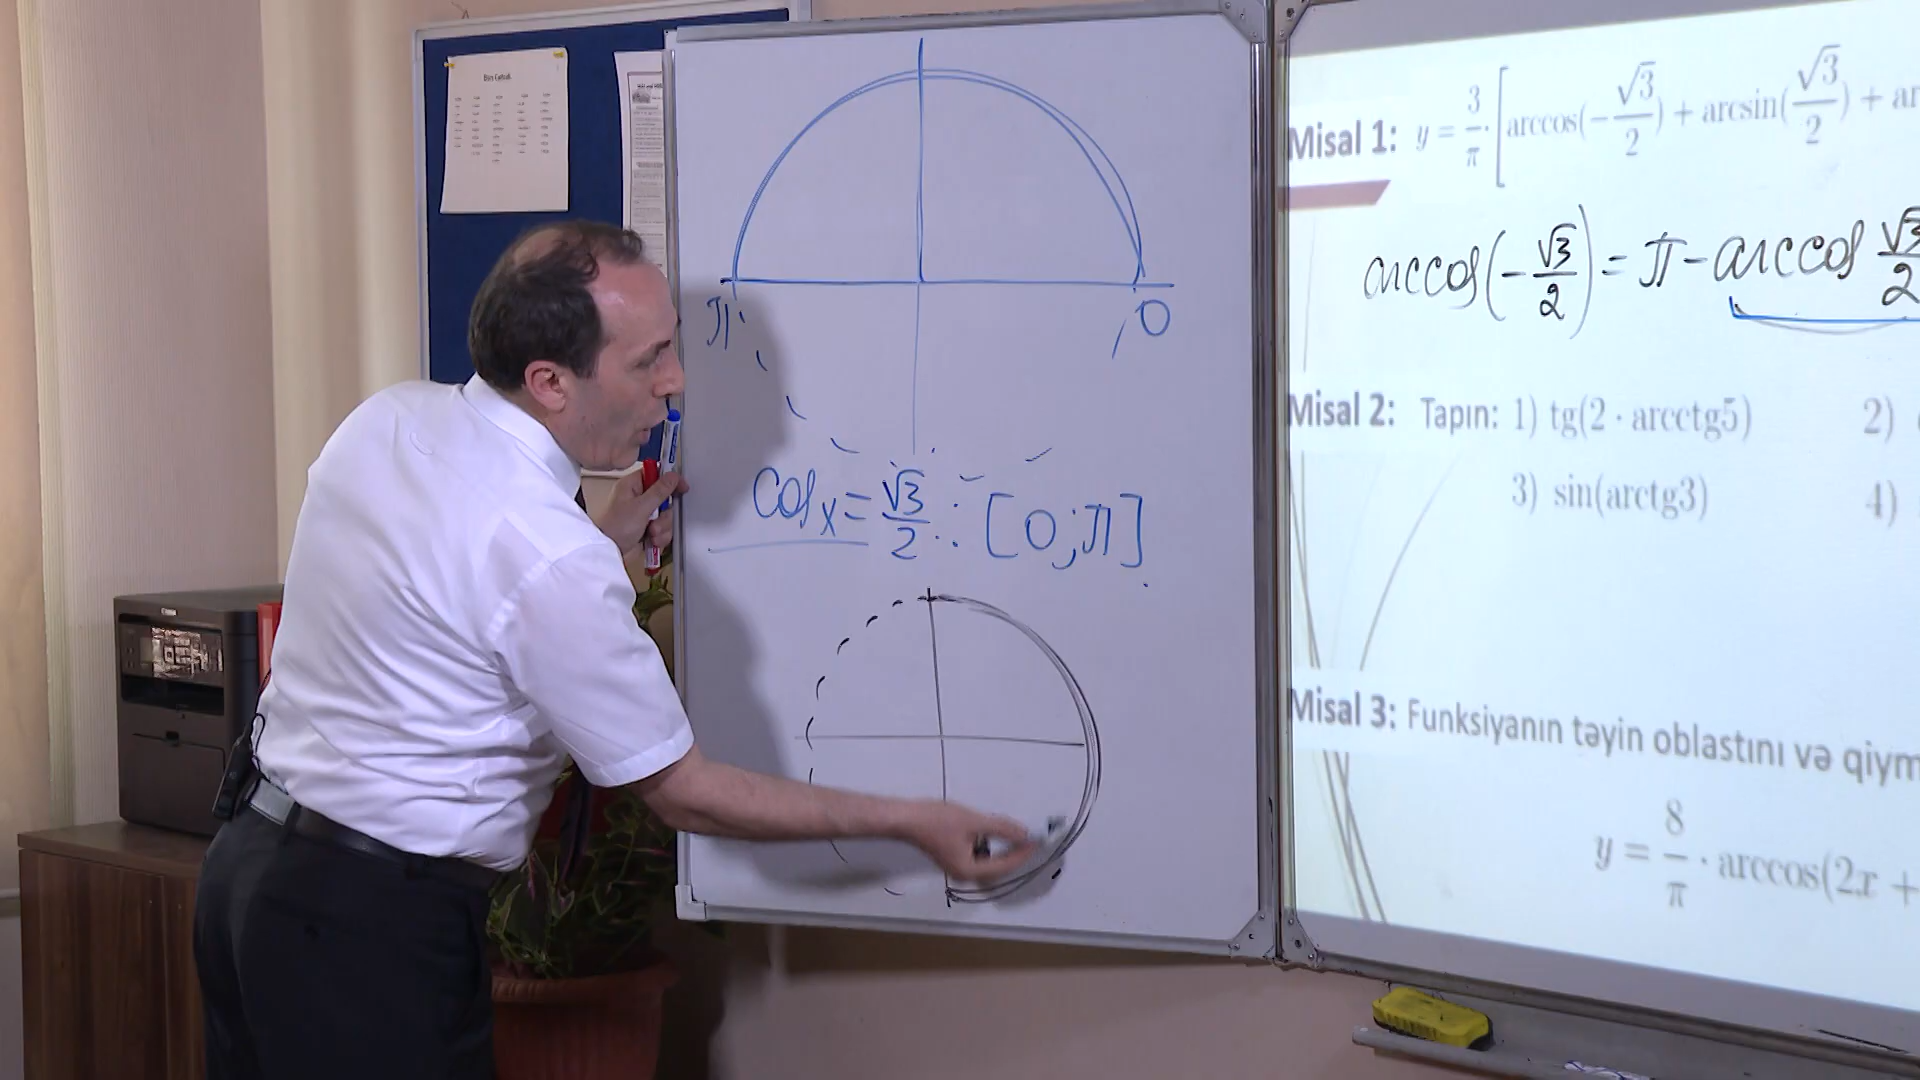 π 0
cos x = √3/2 ∴ [0; π]
Misal 1: y = 3/π · [arccos(−√3/2) + arcsin(√3/2) + ar
arccos(−√3/2) = π − arccos √3/2
Misal 2: Tapın: 1) tg(2 · arcctg5) 2)
3) sin(arctg3) 4)
Misal 3: Funksiyanın təyin oblastını və qiym
y = 8/π · arccos(2x +